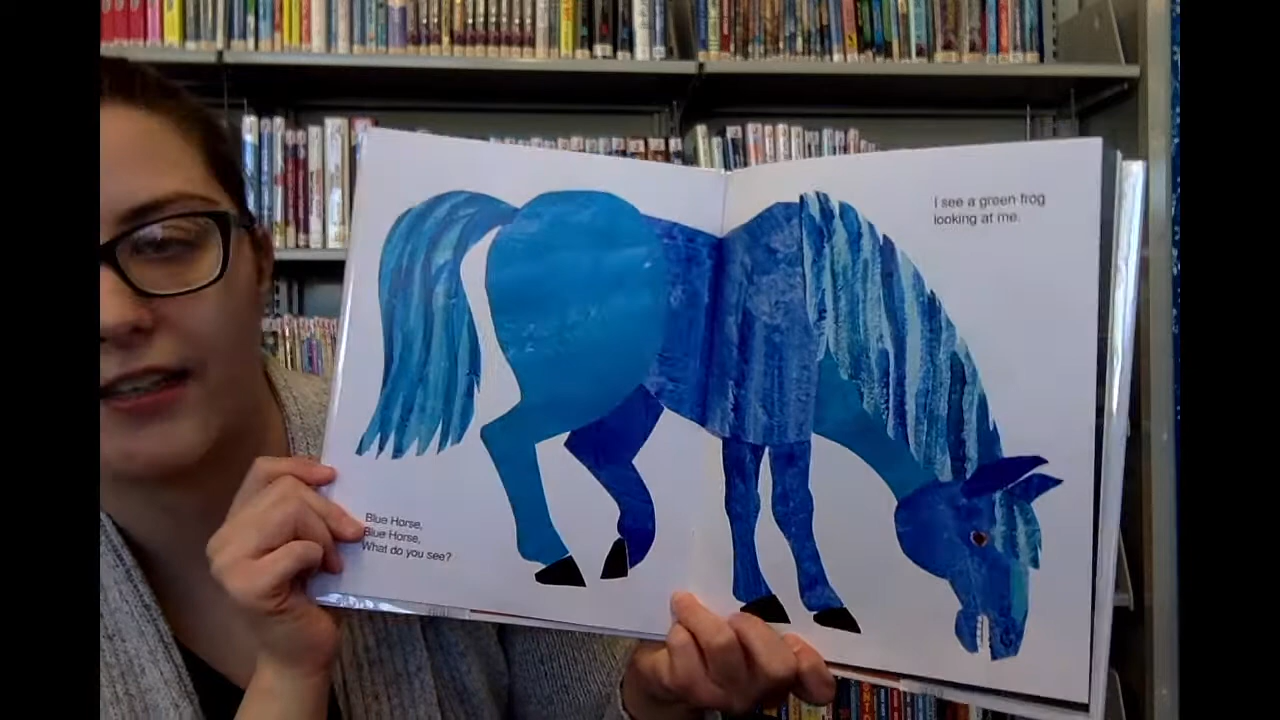 Blue Horse,
Blue Horse,
What do you see?
I see a green frog
looking at me.